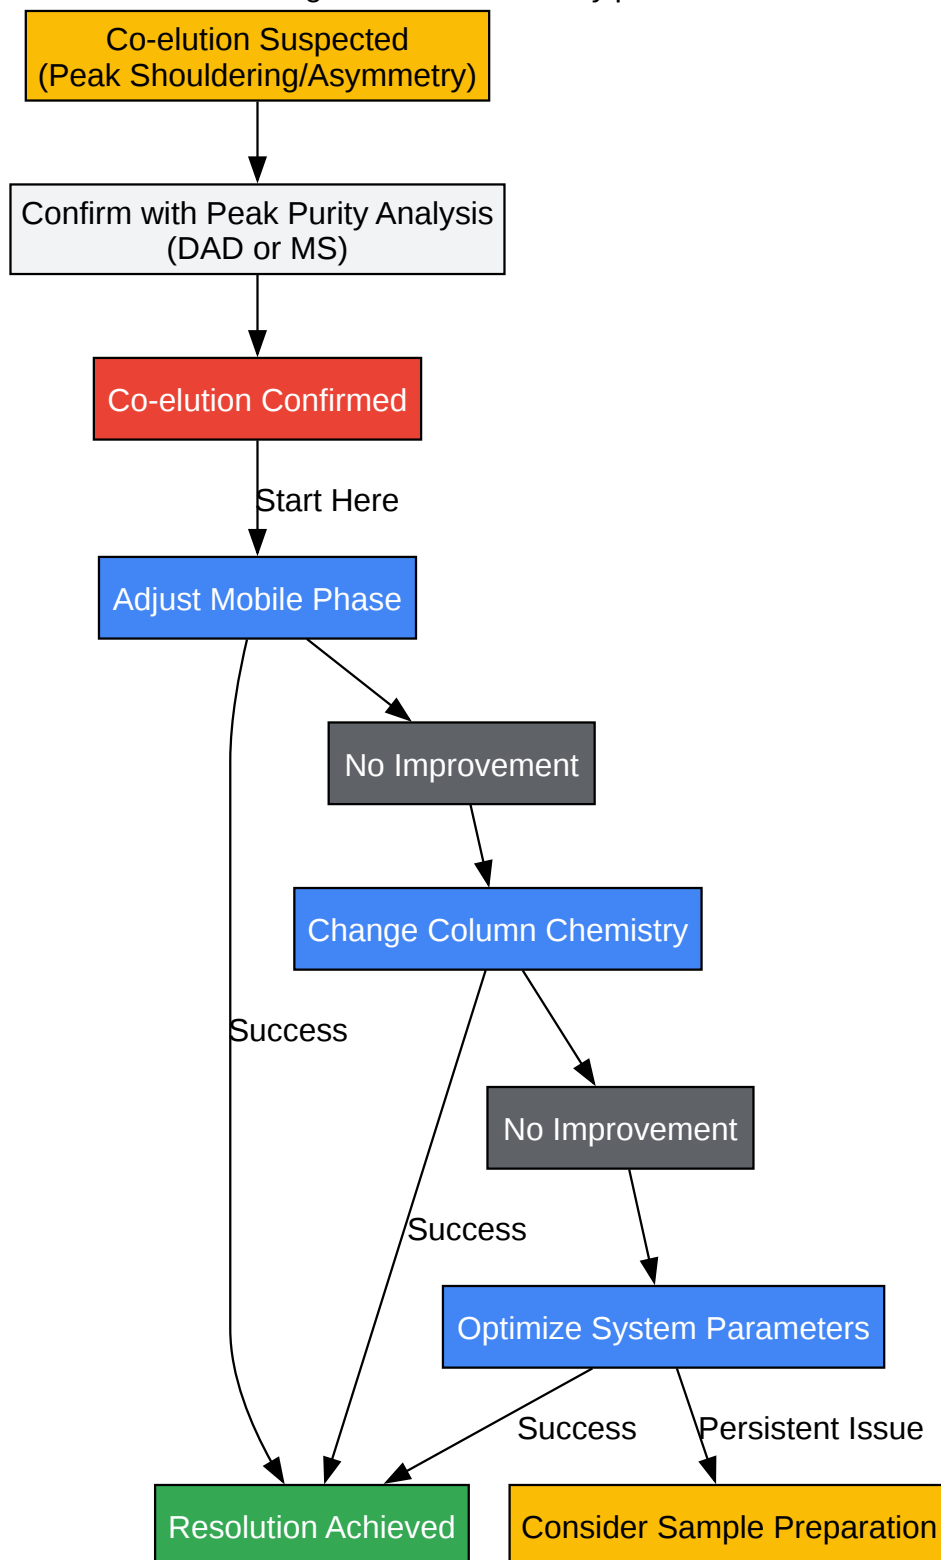 Co-elution Suspected
(Peak Shouldering/Asymmetry)
Confirm with Peak Purity Analysis
(DAD or MS)
Co-elution Confirmed
Start Here
Adjust Mobile Phase
No Improvement
Change Column Chemistry
Success
No Improvement
Success
Optimize System Parameters
Success
Persistent Issue
Resolution Achieved
Consider Sample Preparation